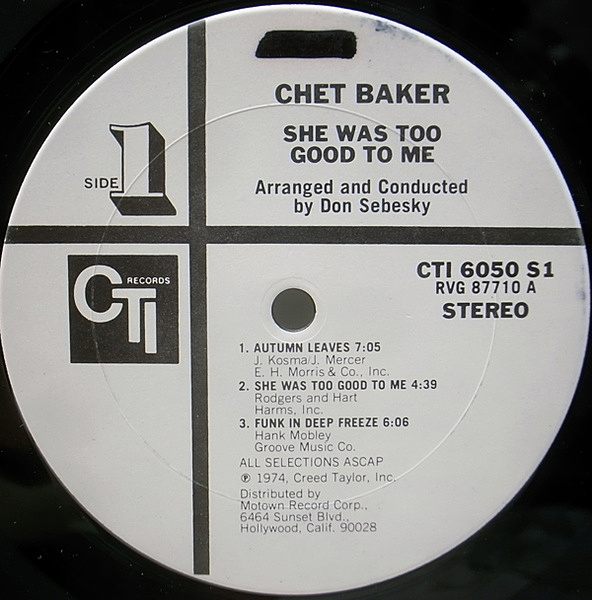 CHET BAKER
SHE WAS TOO
GOOD TO ME
Arranged and Conducted
by Don Sebesky
SIDE 1
CTI RECORDS
CTI 6050 S1
RVG 87710 A
STEREO
1. AUTUMN LEAVES 7:05
J. Kosma/J. Mercer
E. H. Morris & Co., Inc.
2. SHE WAS TOO GOOD TO ME 4:39
Rodgers and Hart
Harms, Inc.
3. FUNK IN DEEP FREEZE 6:06
Hank Mobley
Groove Music Co.
ALL SELECTIONS ASCAP
℗ 1974, Creed Taylor, Inc.
Distributed by
Motown Record Corp.,
6464 Sunset Blvd.,
Hollywood, Calif. 90028